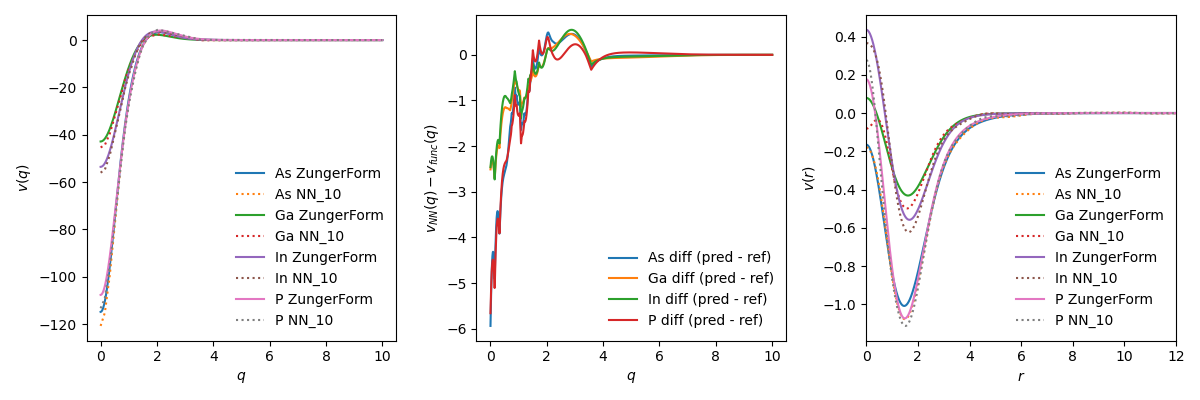 0
−20
−40
−60
−80
−100
−120
0
2
4
6
8
10
q
v(q)
As ZungerForm
As NN_10
Ga ZungerForm
Ga NN_10
In ZungerForm
In NN_10
P ZungerForm
P NN_10
0
−1
−2
−3
−4
−5
−6
0
2
4
6
8
10
q
v_NN(q) − v_func(q)
As diff (pred - ref)
Ga diff (pred - ref)
In diff (pred - ref)
P diff (pred - ref)
0.4
0.2
0.0
−0.2
−0.4
−0.6
−0.8
−1.0
0
2
4
6
8
10
12
r
v(r)
As ZungerForm
As NN_10
Ga ZungerForm
Ga NN_10
In ZungerForm
In NN_10
P ZungerForm
P NN_10